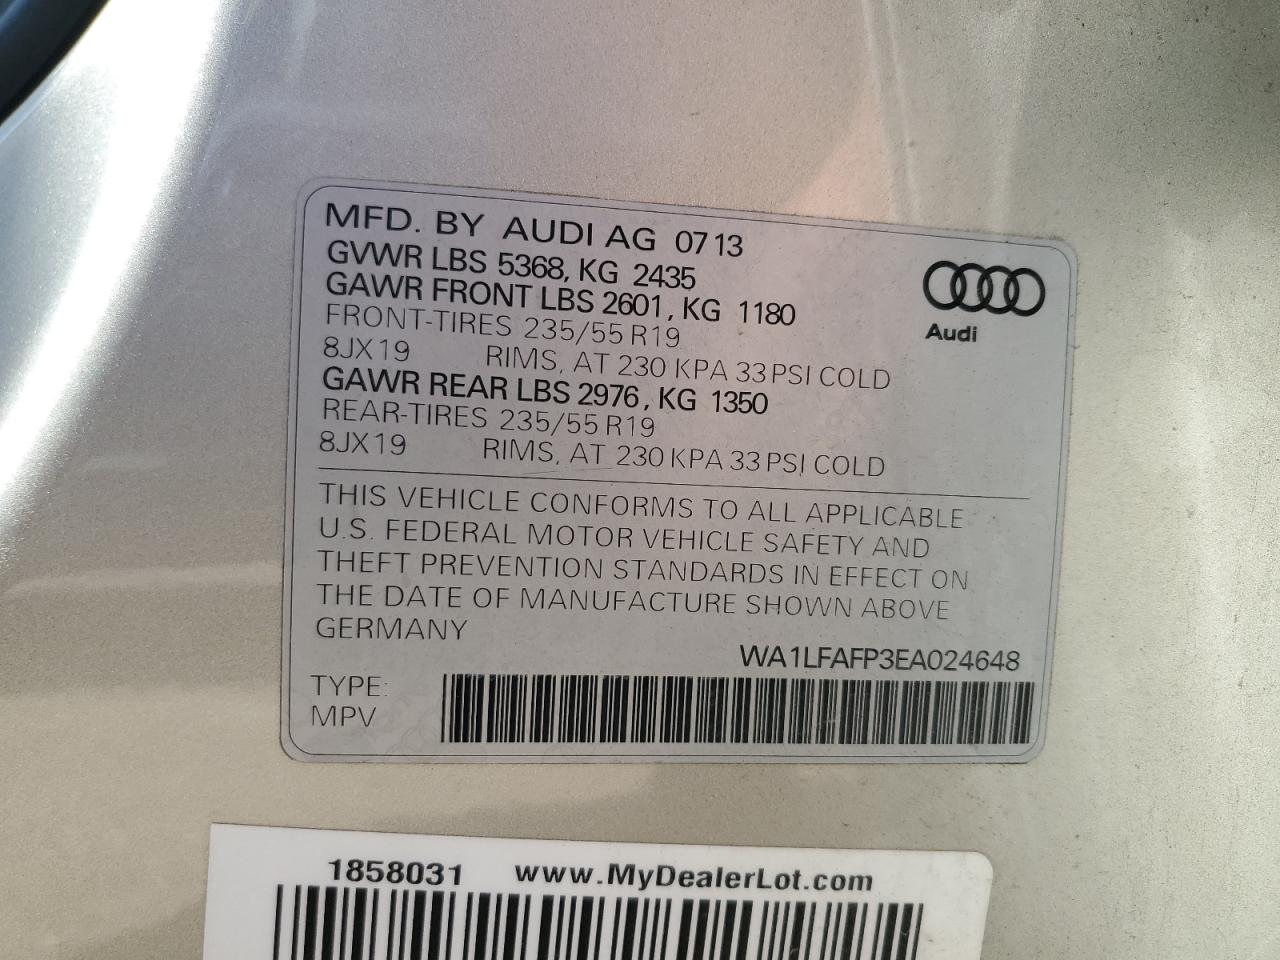 MFD. BY AUDI AG 0713
GVWR LBS 5368, KG 2435
GAWR FRONT LBS 2601, KG 1180
FRONT-TIRES 235/55 R19
8JX19 RIMS, AT 230 KPA 33 PSI COLD
GAWR REAR LBS 2976, KG 1350
REAR-TIRES 235/55 R19
8JX19 RIMS, AT 230 KPA 33 PSI COLD
Audi
THIS VEHICLE CONFORMS TO ALL APPLICABLE
U.S. FEDERAL MOTOR VEHICLE SAFETY AND
THEFT PREVENTION STANDARDS IN EFFECT ON
THE DATE OF MANUFACTURE SHOWN ABOVE
GERMANY
WA1LFAFP3EA024648
TYPE:
MPV
1858031 www.MyDealerLot.com